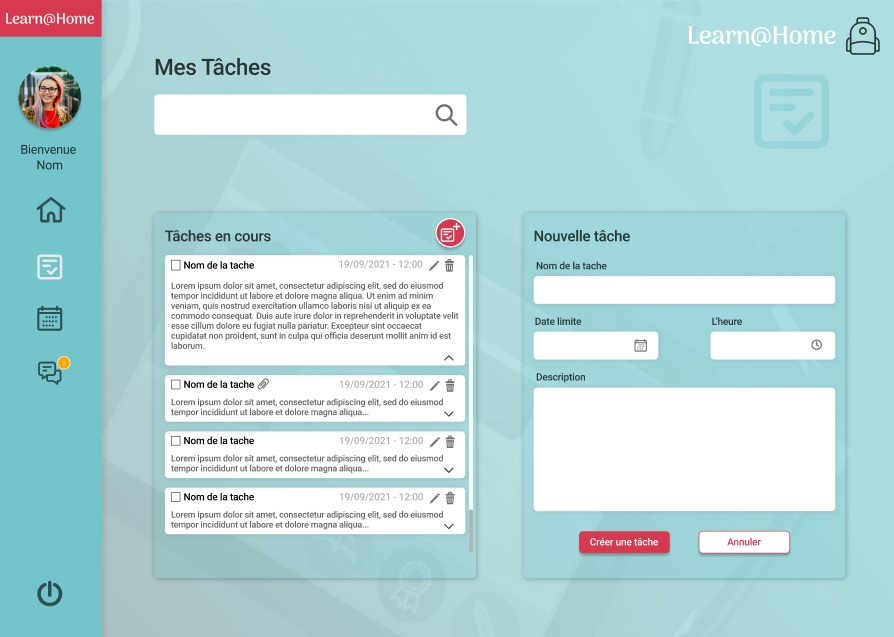 Learn@Home
Learn@Home
Bienvenue
Nom
Mes Tâches
Tâches en cours
Nom de la tache
19/09/2021 - 12:00
Lorem ipsum dolor sit amet, consectetur adipiscing elit, sed do eiusmod
tempor incididunt ut labore et dolore magna aliqua. Ut enim ad minim
veniam, quis nostrud exercitation ullamco laboris nisi ut aliquip ex ea
commodo consequat. Duis aute irure dolor in reprehenderit in voluptate velit
esse cillum dolore eu fugiat nulla pariatur. Excepteur sint occaecat
cupidatat non proident, sunt in culpa qui officia deserunt mollit anim id est
laborum.
Nom de la tache
19/09/2021 - 12:00
Lorem ipsum dolor sit amet, consectetur adipiscing elit, sed do eiusmod
tempor incididunt ut labore et dolore magna aliqua...
Nom de la tache
19/09/2021 - 12:00
Lorem ipsum dolor sit amet, consectetur adipiscing elit, sed do eiusmod
tempor incididunt ut labore et dolore magna aliqua...
Nom de la tache
19/09/2021 - 12:00
Lorem ipsum dolor sit amet, consectetur adipiscing elit, sed do eiusmod
tempor incididunt ut labore et dolore magna aliqua...
Nouvelle tâche
Nom de la tache
Date limite
L'heure
Description
Créer une tâche
Annuler